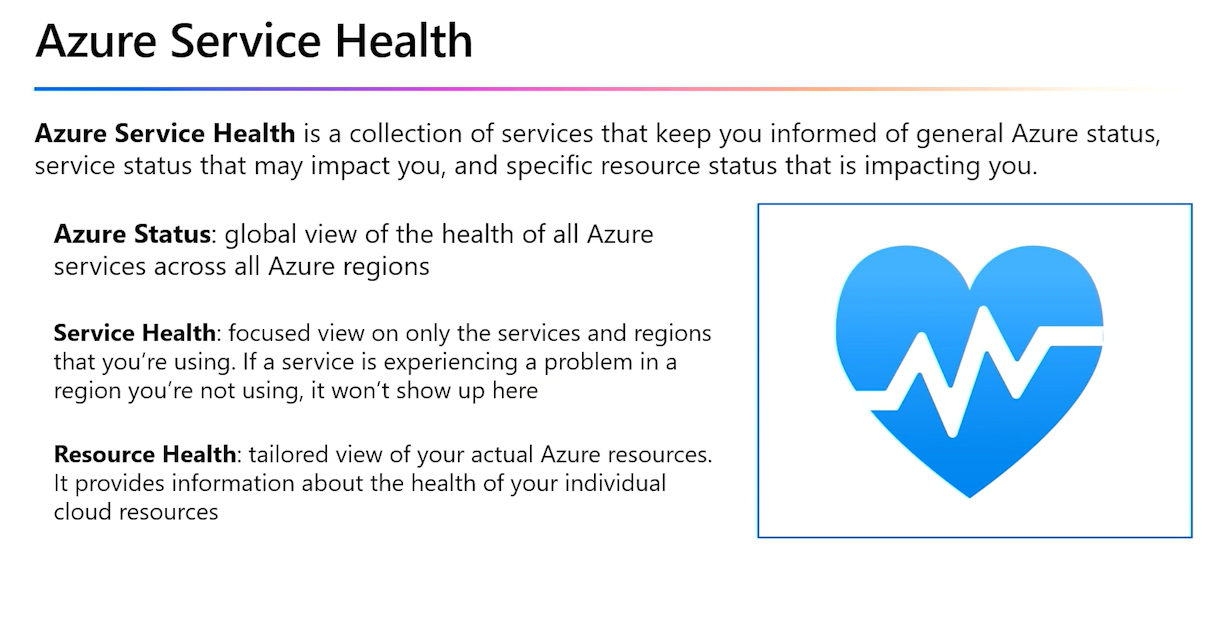 Azure Service Health
Azure Service Health is a collection of services that keep you informed of general Azure status,
service status that may impact you, and specific resource status that is impacting you.
Azure Status: global view of the health of all Azure
services across all Azure regions
Service Health: focused view on only the services and regions
that you’re using. If a service is experiencing a problem in a
region you’re not using, it won’t show up here
Resource Health: tailored view of your actual Azure resources.
It provides information about the health of your individual
cloud resources